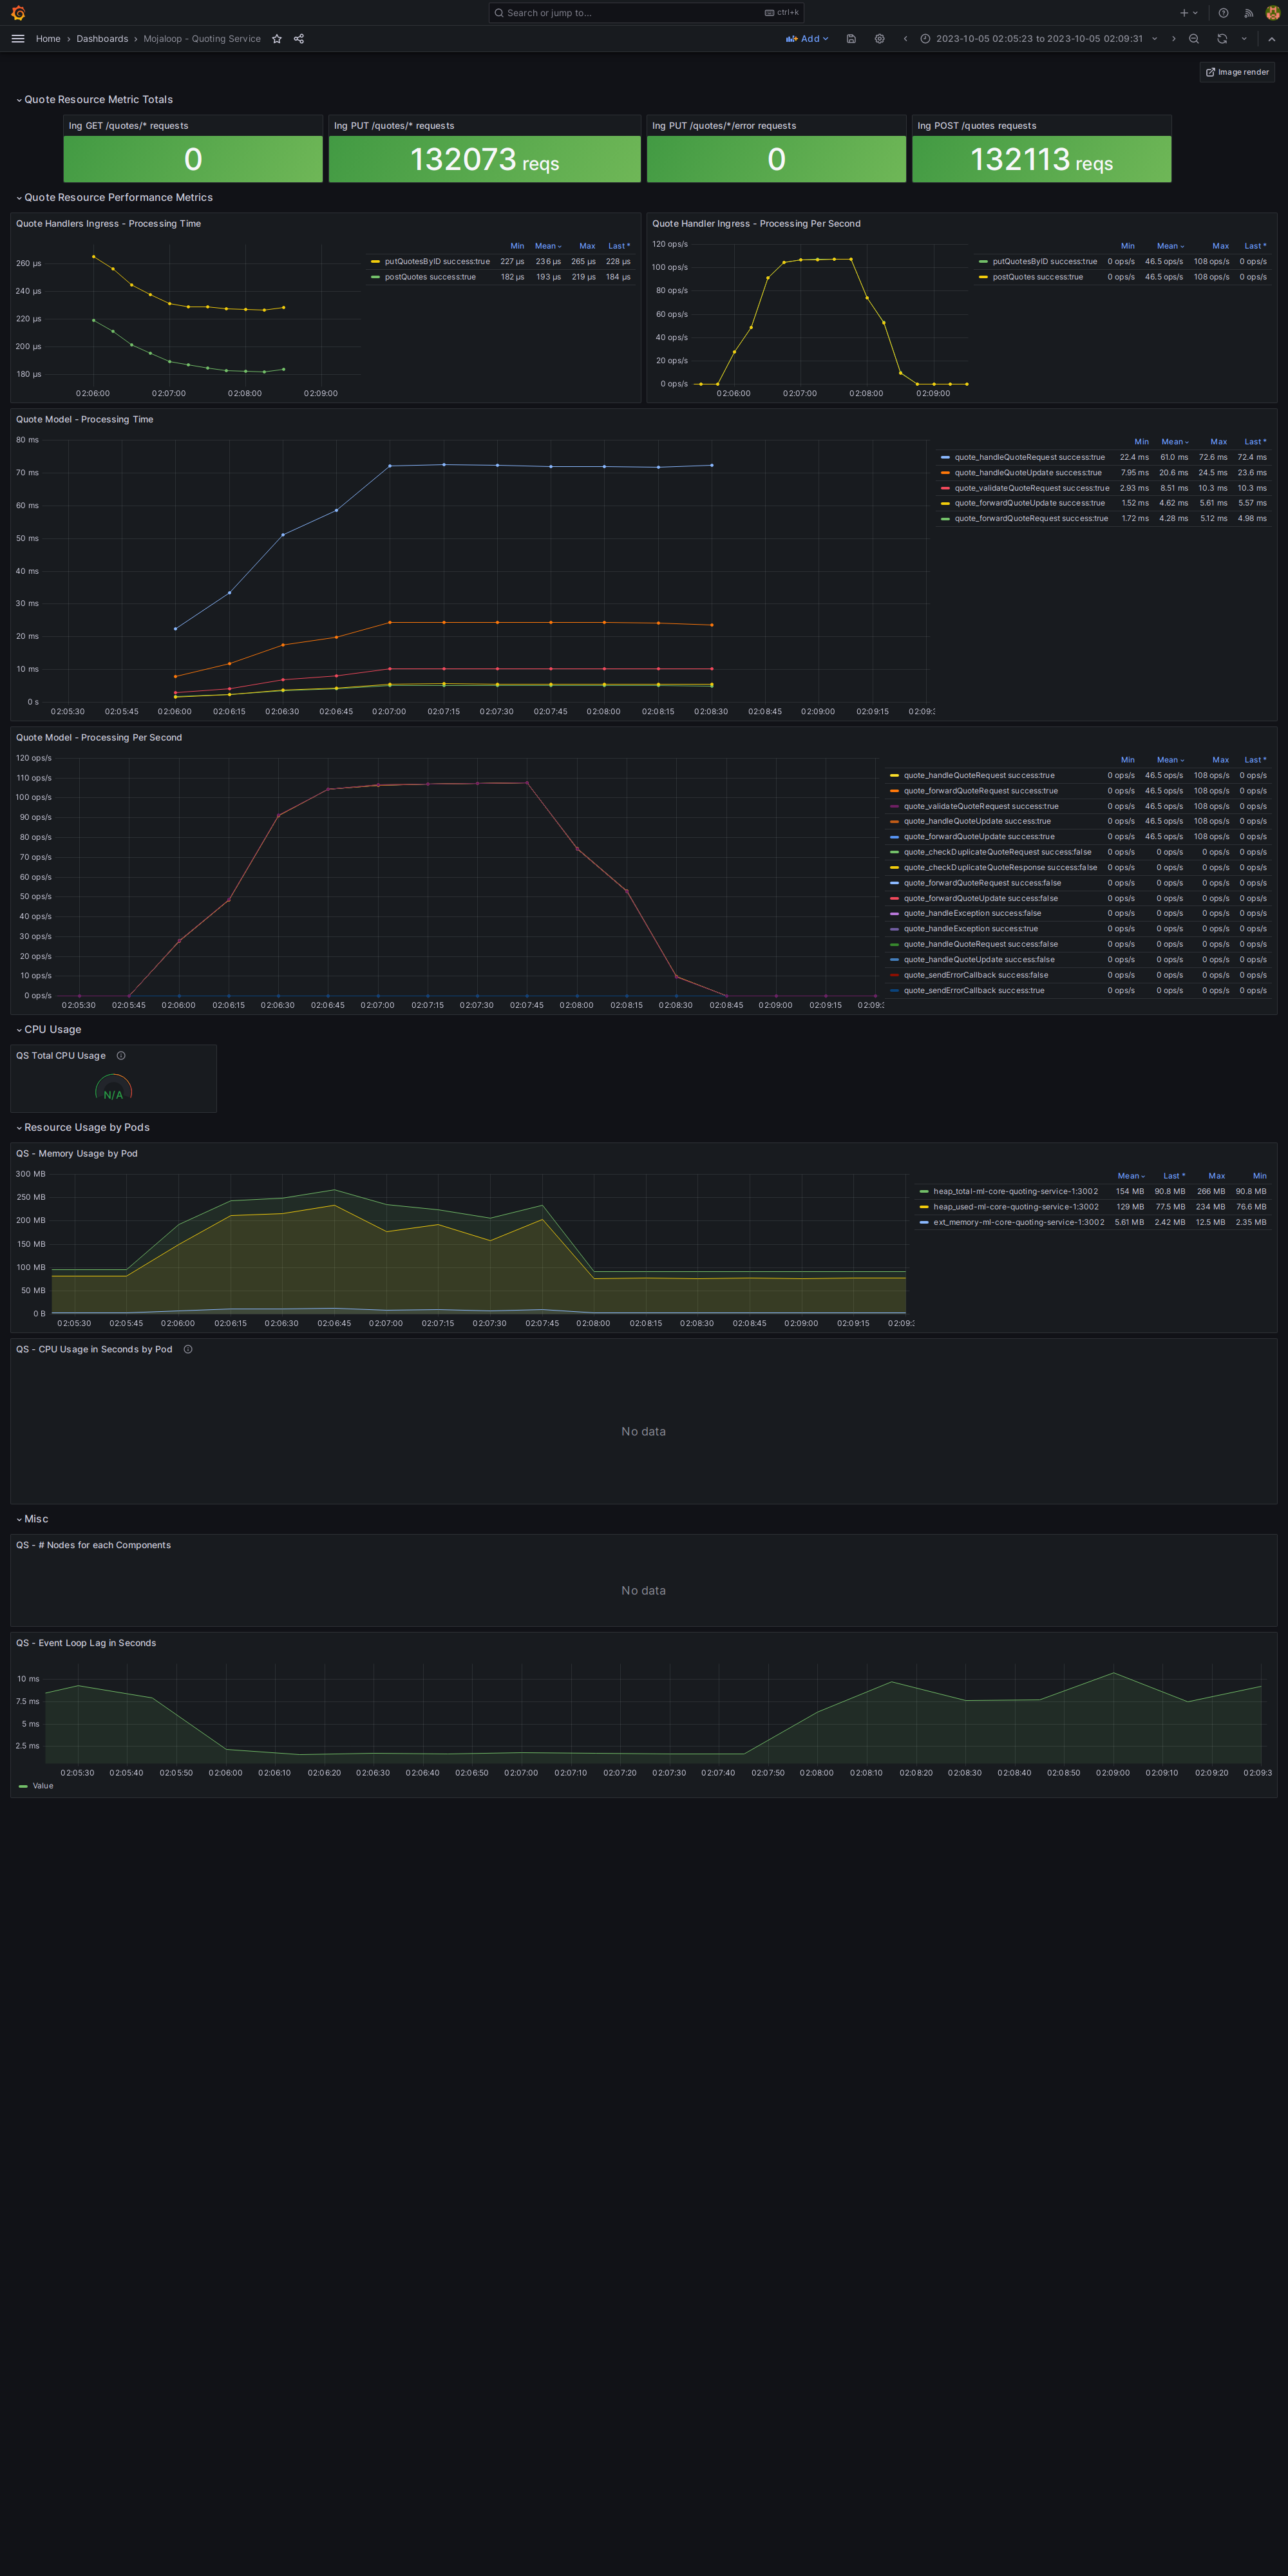 Search or jump to... ctrl+k
Home › Dashboards › Mojaloop - Quoting Service Add 2023-10-05 02:05:23 to 2023-10-05 02:09:31
Image render
Quote Resource Metric Totals
Ing GET /quotes/* requests Ing PUT /quotes/* requests Ing PUT /quotes/*/error requests Ing POST /quotes requests
0 132073 reqs 0 132113 reqs
Quote Resource Performance Metrics
Quote Handlers Ingress - Processing Time
Min Mean Max Last *
putQuotesByID success:true 227 µs 236 µs 265 µs 228 µs
postQuotes success:true 182 µs 193 µs 219 µs 184 µs
260 µs
240 µs
220 µs
200 µs
180 µs
02:06:00 02:07:00 02:08:00 02:09:00
Quote Handler Ingress - Processing Per Second
Min Mean Max Last *
putQuotesByID success:true 0 ops/s 46.5 ops/s 108 ops/s 0 ops/s
postQuotes success:true 0 ops/s 46.5 ops/s 108 ops/s 0 ops/s
120 ops/s
100 ops/s
80 ops/s
60 ops/s
40 ops/s
20 ops/s
0 ops/s
02:06:00 02:07:00 02:08:00 02:09:00
Quote Model - Processing Time
80 ms
70 ms
60 ms
50 ms
40 ms
30 ms
20 ms
10 ms
0 s
02:05:30 02:05:45 02:06:00 02:06:15 02:06:30 02:06:45 02:07:00 02:07:15 02:07:30 02:07:45 02:08:00 02:08:15 02:08:30 02:08:45 02:09:00 02:09:15 02:09:3
Min Mean Max Last *
quote_handleQuoteRequest success:true 22.4 ms 61.0 ms 72.6 ms 72.4 ms
quote_handleQuoteUpdate success:true 7.95 ms 20.6 ms 24.5 ms 23.6 ms
quote_validateQuoteRequest success:true 2.93 ms 8.51 ms 10.3 ms 10.3 ms
quote_forwardQuoteUpdate success:true 1.52 ms 4.62 ms 5.61 ms 5.57 ms
quote_forwardQuoteRequest success:true 1.72 ms 4.28 ms 5.12 ms 4.98 ms
Quote Model - Processing Per Second
120 ops/s
110 ops/s
100 ops/s
90 ops/s
80 ops/s
70 ops/s
60 ops/s
50 ops/s
40 ops/s
30 ops/s
20 ops/s
10 ops/s
0 ops/s
02:05:30 02:05:45 02:06:00 02:06:15 02:06:30 02:06:45 02:07:00 02:07:15 02:07:30 02:07:45 02:08:00 02:08:15 02:08:30 02:08:45 02:09:00 02:09:15 02:09:3
Min Mean Max Last *
quote_handleQuoteRequest success:true 0 ops/s 46.5 ops/s 108 ops/s 0 ops/s
quote_forwardQuoteRequest success:true 0 ops/s 46.5 ops/s 108 ops/s 0 ops/s
quote_validateQuoteRequest success:true 0 ops/s 46.5 ops/s 108 ops/s 0 ops/s
quote_handleQuoteUpdate success:true 0 ops/s 46.5 ops/s 108 ops/s 0 ops/s
quote_forwardQuoteUpdate success:true 0 ops/s 46.5 ops/s 108 ops/s 0 ops/s
quote_checkDuplicateQuoteRequest success:false 0 ops/s 0 ops/s 0 ops/s 0 ops/s
quote_checkDuplicateQuoteResponse success:false 0 ops/s 0 ops/s 0 ops/s 0 ops/s
quote_forwardQuoteRequest success:false 0 ops/s 0 ops/s 0 ops/s 0 ops/s
quote_forwardQuoteUpdate success:false 0 ops/s 0 ops/s 0 ops/s 0 ops/s
quote_handleException success:false 0 ops/s 0 ops/s 0 ops/s 0 ops/s
quote_handleException success:true 0 ops/s 0 ops/s 0 ops/s 0 ops/s
quote_handleQuoteRequest success:false 0 ops/s 0 ops/s 0 ops/s 0 ops/s
quote_handleQuoteUpdate success:false 0 ops/s 0 ops/s 0 ops/s 0 ops/s
quote_sendErrorCallback success:false 0 ops/s 0 ops/s 0 ops/s 0 ops/s
quote_sendErrorCallback success:true 0 ops/s 0 ops/s 0 ops/s 0 ops/s
CPU Usage
QS Total CPU Usage
N/A
Resource Usage by Pods
QS - Memory Usage by Pod
300 MB
250 MB
200 MB
150 MB
100 MB
50 MB
0 B
02:05:30 02:05:45 02:06:00 02:06:15 02:06:30 02:06:45 02:07:00 02:07:15 02:07:30 02:07:45 02:08:00 02:08:15 02:08:30 02:08:45 02:09:00 02:09:15 02:09:3
Mean Last * Max Min
heap_total-ml-core-quoting-service-1:3002 154 MB 90.8 MB 266 MB 90.8 MB
heap_used-ml-core-quoting-service-1:3002 129 MB 77.5 MB 234 MB 76.6 MB
ext_memory-ml-core-quoting-service-1:3002 5.61 MB 2.42 MB 12.5 MB 2.35 MB
QS - CPU Usage in Seconds by Pod
No data
Misc
QS - # Nodes for each Components
No data
QS - Event Loop Lag in Seconds
10 ms
7.5 ms
5 ms
2.5 ms
02:05:30 02:05:40 02:05:50 02:06:00 02:06:10 02:06:20 02:06:30 02:06:40 02:06:50 02:07:00 02:07:10 02:07:20 02:07:30 02:07:40 02:07:50 02:08:00 02:08:10 02:08:20 02:08:30 02:08:40 02:08:50 02:09:00 02:09:10 02:09:20 02:09:3
Value